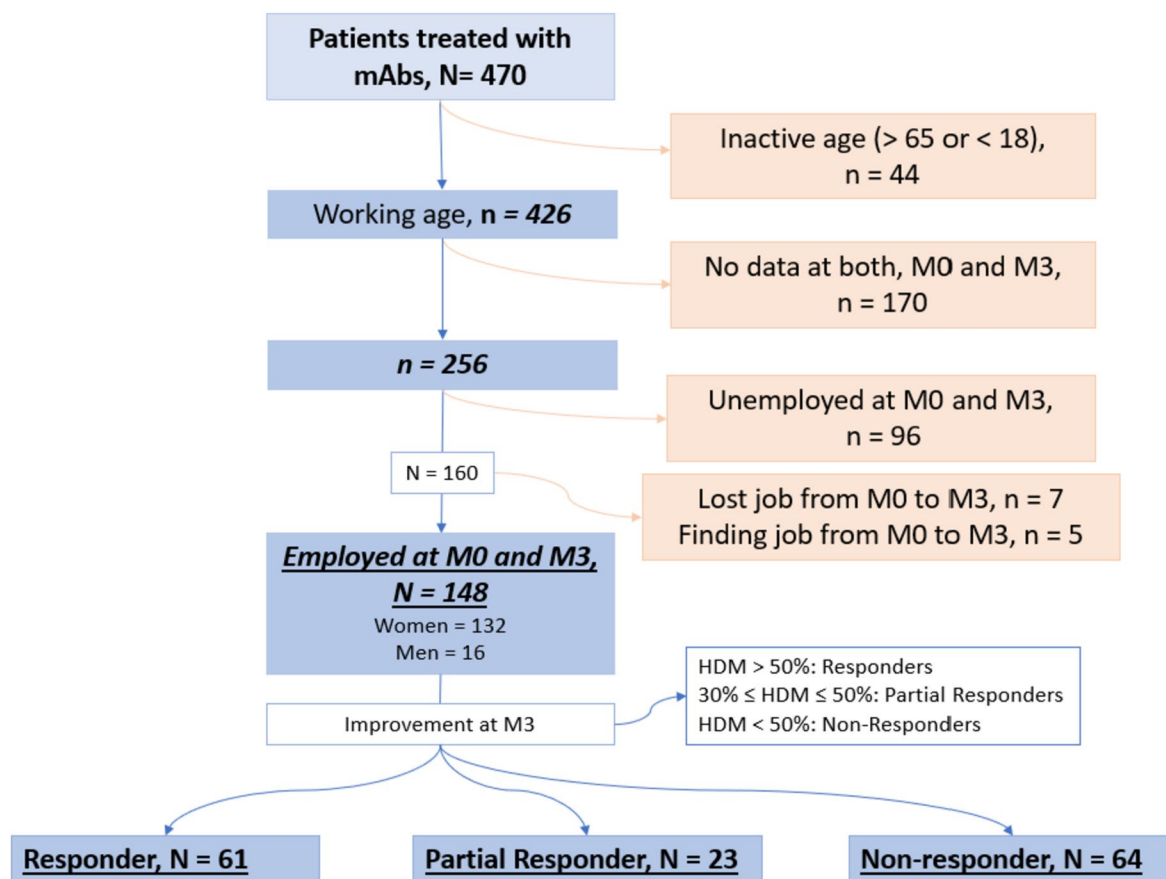 Patients treated with
mAbs, N= 470
Inactive age (> 65 or < 18),
n = 44
Working age, n = 426
No data at both, M0 and M3,
n = 170
n = 256
Unemployed at M0 and M3,
n = 96
N = 160
Lost job from M0 to M3, n = 7
Finding job from M0 to M3, n = 5
Employed at M0 and M3,
N = 148
Women = 132
Men = 16
HDM > 50%: Responders
30% ≤ HDM ≤ 50%: Partial Responders
HDM < 50%: Non-Responders
Improvement at M3
Responder, N = 61
Partial Responder, N = 23
Non-responder, N = 64